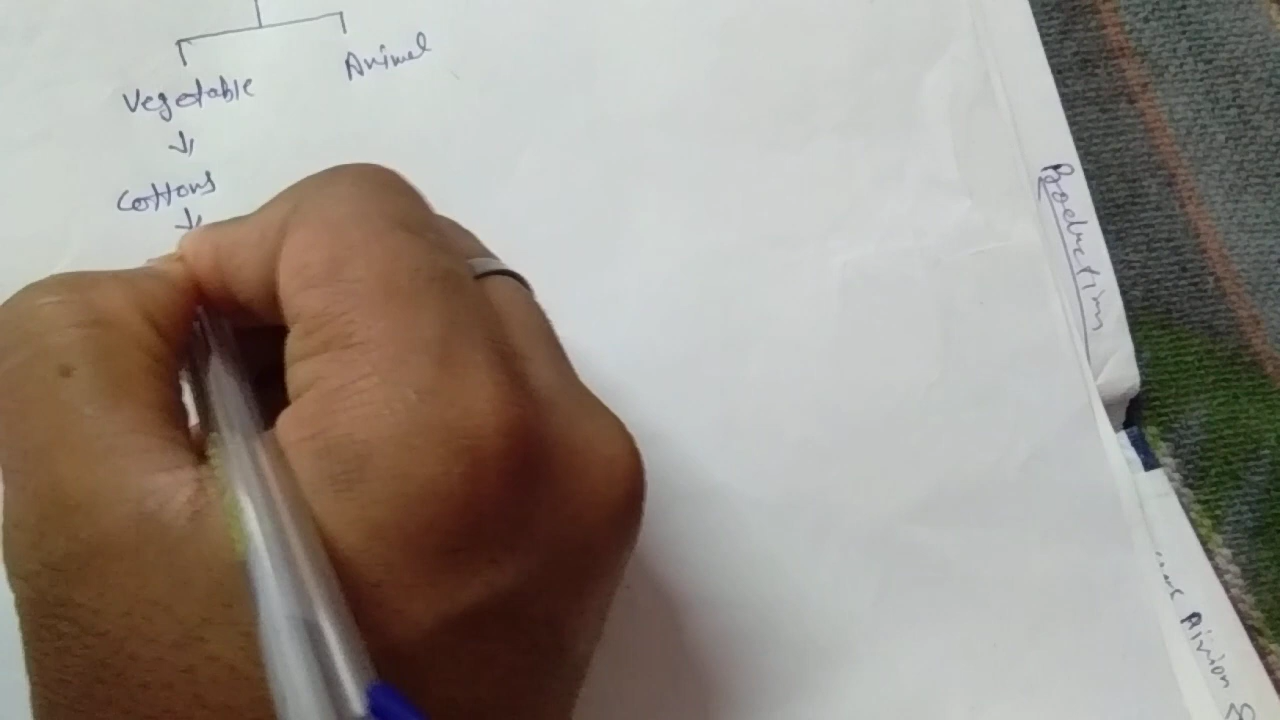 Vegetable
Animal
↓
Cottons
↓
Production